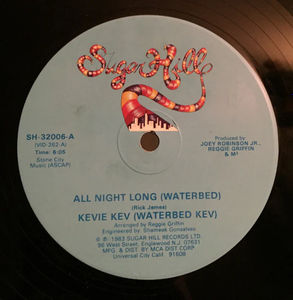 Sugar Hill
SH-32006-A
(VID-262-A)
Time: 6:06
Stone City
Music (ASCAP)
Produced by
JOEY ROBINSON JR.,
REGGIE GRIFFIN
& M³
ALL NIGHT LONG (WATERBED)
(Rick James)
KEVIE KEV (WATERBED KEV)
Arranged by Reggie Griffin
Engineered by: Shameek Gonsalves
© ℗ 1983 SUGAR HILL RECORDS LTD.
96 West Street, Englewood N.J. 07631
MFG. & DIST. BY MCA DIST CORP
Universal City Calif. 91608